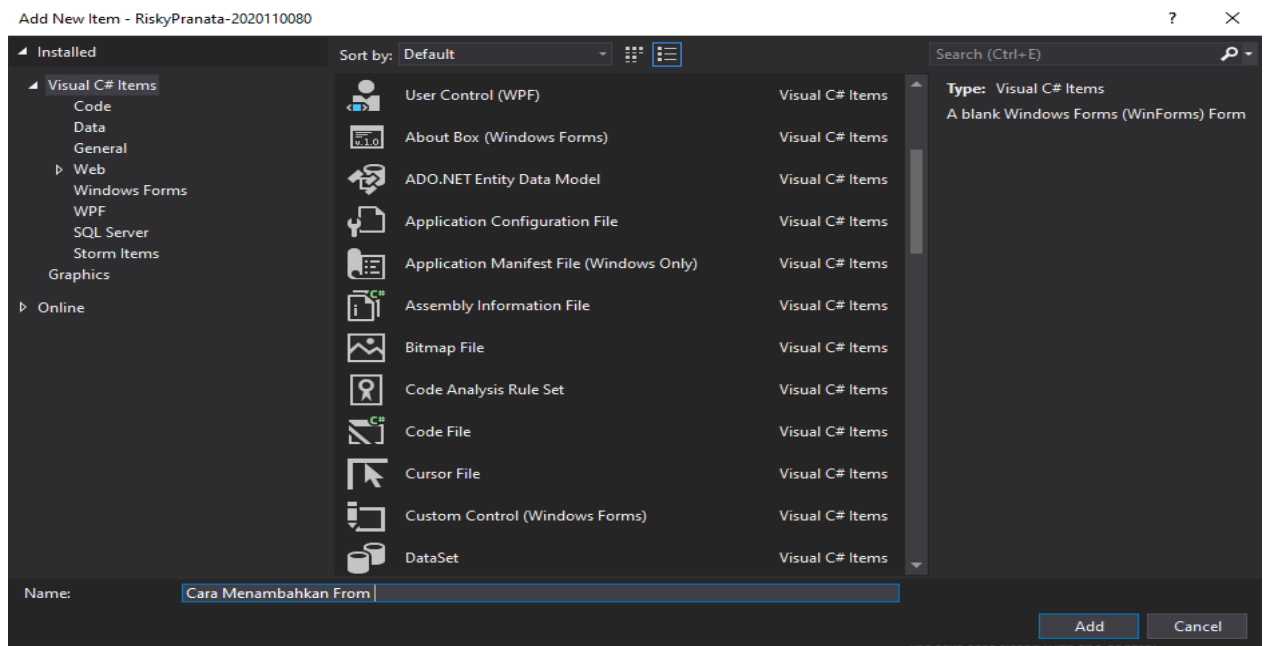 Add New Item - RiskyPranata-2020110080
? ×
Installed
Sort by: Default
Search (Ctrl+E)
Visual C# Items
Code
Data
General
Web
Windows Forms
WPF
SQL Server
Storm Items
Graphics
Online
User Control (WPF) Visual C# Items
v.1.0
About Box (Windows Forms) Visual C# Items
ADO.NET Entity Data Model Visual C# Items
Application Configuration File Visual C# Items
Application Manifest File (Windows Only) Visual C# Items
C#
Assembly Information File Visual C# Items
Bitmap File Visual C# Items
Code Analysis Rule Set Visual C# Items
C#
Code File Visual C# Items
Cursor File Visual C# Items
Custom Control (Windows Forms) Visual C# Items
DataSet Visual C# Items
Type: Visual C# Items
A blank Windows Forms (WinForms) Form
Name: Cara Menambahkan From
Add Cancel